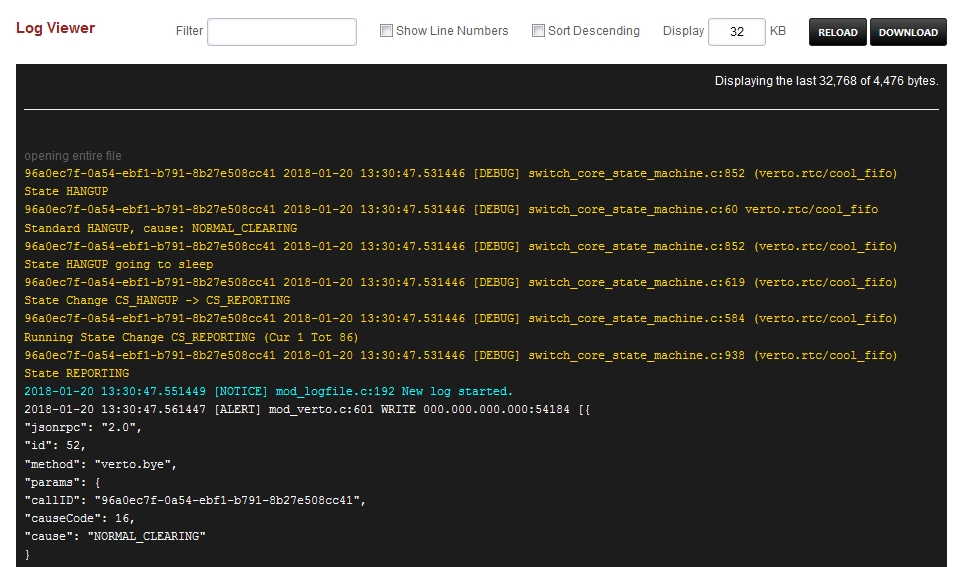 Log Viewer Filter Show Line Numbers Sort Descending Display 32 KB RELOAD DOWNLOAD
Displaying the last 32,768 of 4,476 bytes.
opening entire file
96a0ec7f-0a54-ebf1-b791-8b27e508cc41 2018-01-20 13:30:47.531446 [DEBUG] switch_core_state_machine.c:852 (verto.rtc/cool_fifo)
State HANGUP
96a0ec7f-0a54-ebf1-b791-8b27e508cc41 2018-01-20 13:30:47.531446 [DEBUG] switch_core_state_machine.c:60 verto.rtc/cool_fifo
Standard HANGUP, cause: NORMAL_CLEARING
96a0ec7f-0a54-ebf1-b791-8b27e508cc41 2018-01-20 13:30:47.531446 [DEBUG] switch_core_state_machine.c:852 (verto.rtc/cool_fifo)
State HANGUP going to sleep
96a0ec7f-0a54-ebf1-b791-8b27e508cc41 2018-01-20 13:30:47.531446 [DEBUG] switch_core_state_machine.c:619 (verto.rtc/cool_fifo)
State Change CS_HANGUP -> CS_REPORTING
96a0ec7f-0a54-ebf1-b791-8b27e508cc41 2018-01-20 13:30:47.531446 [DEBUG] switch_core_state_machine.c:584 (verto.rtc/cool_fifo)
Running State Change CS_REPORTING (Cur 1 Tot 86)
96a0ec7f-0a54-ebf1-b791-8b27e508cc41 2018-01-20 13:30:47.531446 [DEBUG] switch_core_state_machine.c:938 (verto.rtc/cool_fifo)
State REPORTING
2018-01-20 13:30:47.551449 [NOTICE] mod_logfile.c:192 New log started.
2018-01-20 13:30:47.561447 [ALERT] mod_verto.c:601 WRITE 000.000.000.000:54184 [{
"jsonrpc": "2.0",
"id": 52,
"method": "verto.bye",
"params": {
"callID": "96a0ec7f-0a54-ebf1-b791-8b27e508cc41",
"causeCode": 16,
"cause": "NORMAL_CLEARING"
}